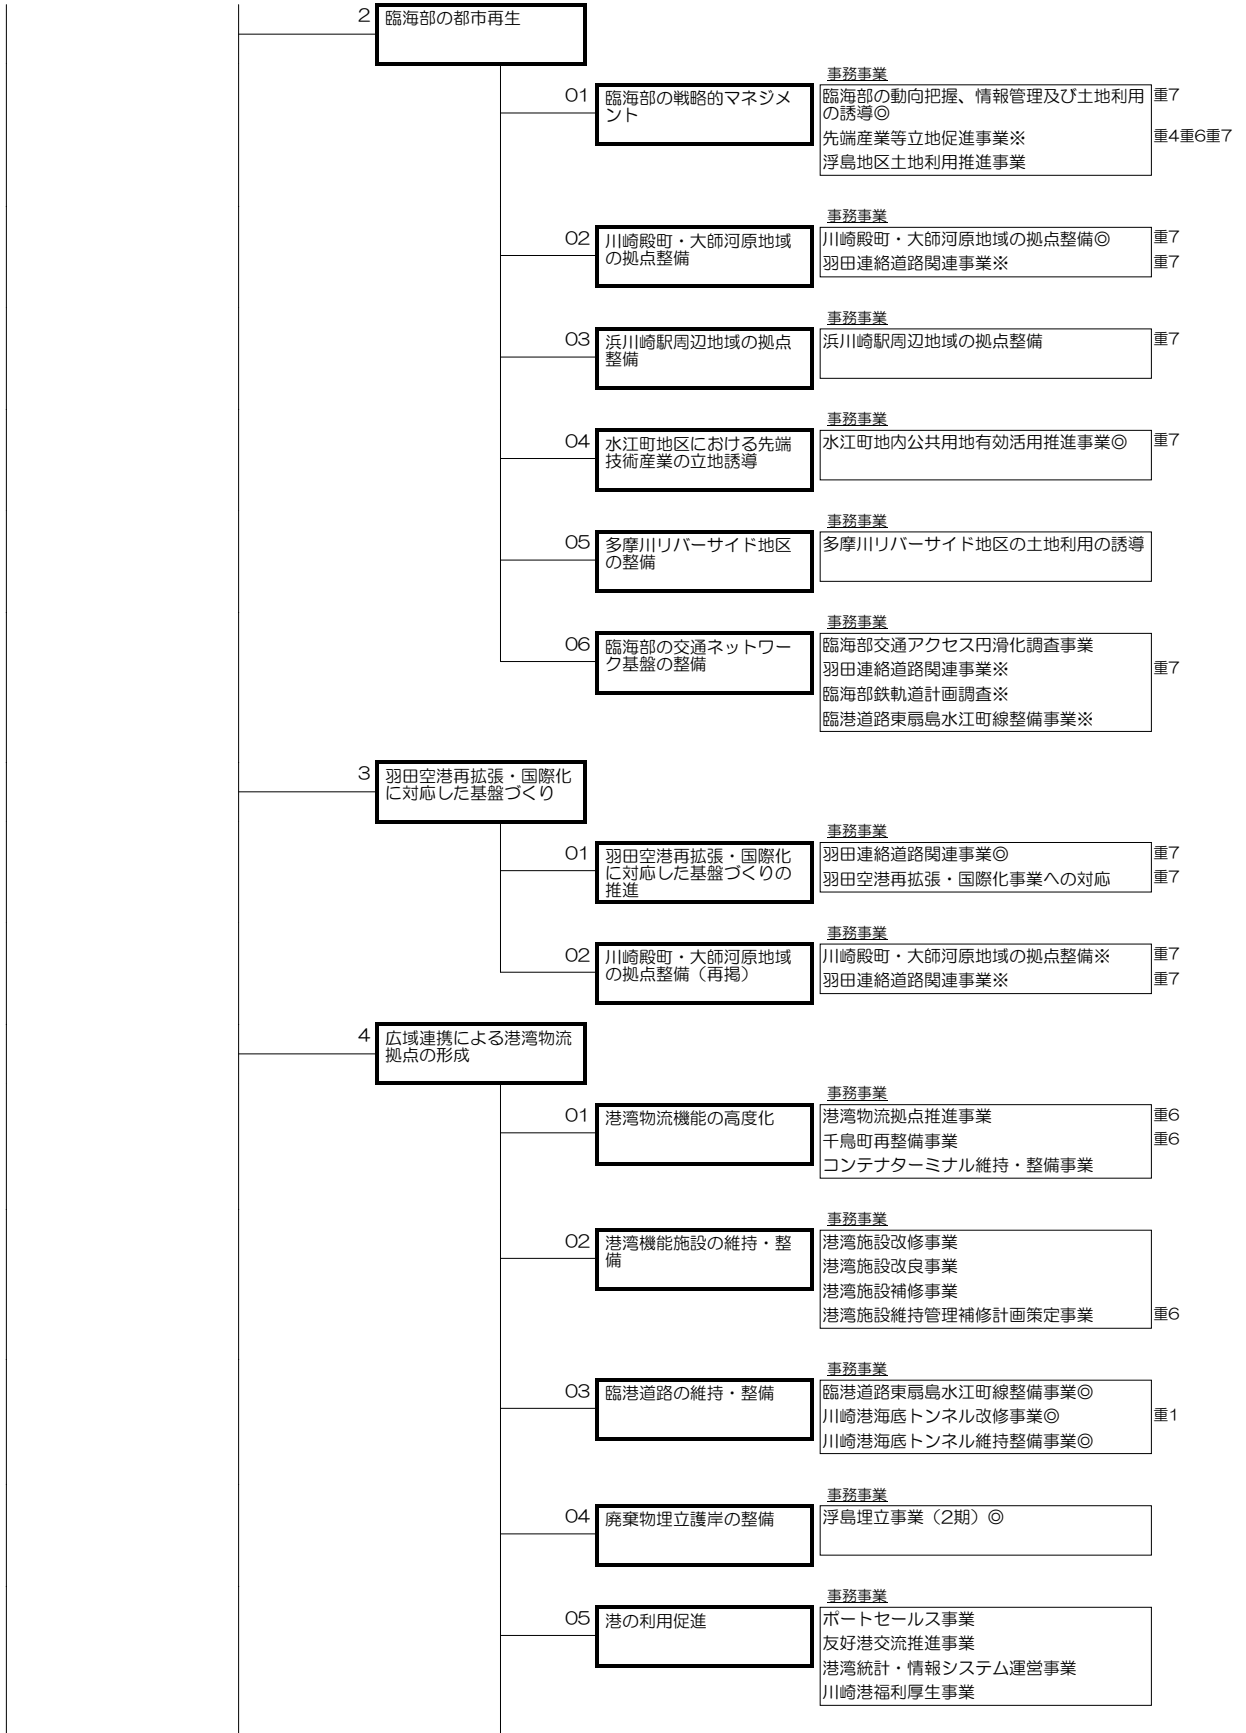 2 臨海部の都市再生
事務事業
01 臨海部の戦略的マネジメ
ント
臨海部の動向把握、情報管理及び土地利用 重7
の誘導◎
先端産業等立地促進事業※ 重4重6重7
浮島地区土地利用推進事業
事務事業
02 川崎殿町・大師河原地域
の拠点整備
川崎殿町・大師河原地域の拠点整備◎ 重7
羽田連絡道路関連事業※ 重7
事務事業
03 浜川崎駅周辺地域の拠点
整備
浜川崎駅周辺地域の拠点整備 重7
事務事業
04 水江町地区における先端
技術産業の立地誘導
水江町地内公共用地有効活用推進事業◎ 重7
事務事業
05 多摩川リバーサイド地区
の整備
多摩川リバーサイド地区の土地利用の誘導
事務事業
06 臨海部の交通ネットワー
ク基盤の整備
臨海部交通アクセス円滑化調査事業
羽田連絡道路関連事業※ 重7
臨海部鉄軌道計画調査※
臨港道路東扇島水江町線整備事業※
3 羽田空港再拡張・国際化
に対応した基盤づくり
事務事業
01 羽田空港再拡張・国際化
に対応した基盤づくりの
推進
羽田連絡道路関連事業◎ 重7
羽田空港再拡張・国際化事業への対応 重7
事務事業
02 川崎殿町・大師河原地域
の拠点整備（再掲）
川崎殿町・大師河原地域の拠点整備※ 重7
羽田連絡道路関連事業※ 重7
4 広域連携による港湾物流
拠点の形成
事務事業
01 港湾物流機能の高度化
港湾物流拠点推進事業 重6
千鳥町再整備事業 重6
コンテナターミナル維持・整備事業
事務事業
02 港湾機能施設の維持・整
備
港湾施設改修事業
港湾施設改良事業
港湾施設補修事業
港湾施設維持管理補修計画策定事業 重6
事務事業
03 臨港道路の維持・整備
臨港道路東扇島水江町線整備事業◎
川崎港海底トンネル改修事業◎ 重1
川崎港海底トンネル維持整備事業◎
事務事業
04 廃棄物埋立護岸の整備
浮島埋立事業（2期）◎
事務事業
05 港の利用促進
ポートセールス事業
友好港交流推進事業
港湾統計・情報システム運営事業
川崎港福利厚生事業